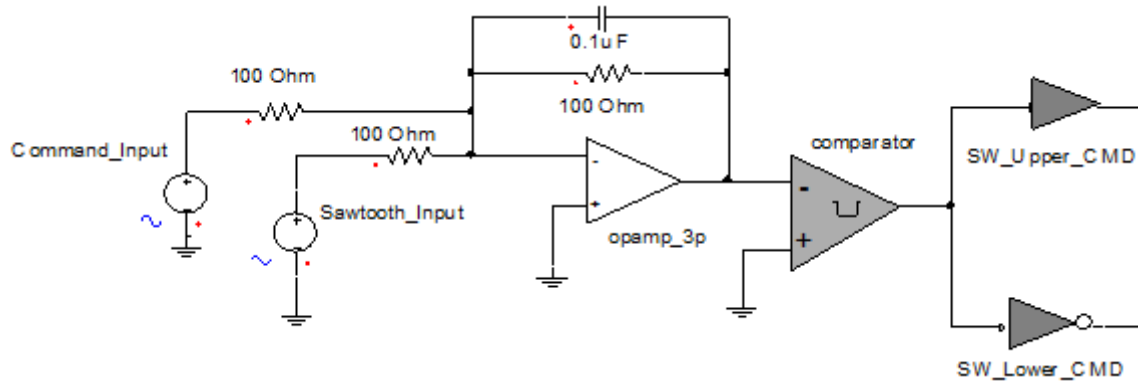 0.1uF
100 Ohm
100 Ohm
100 Ohm
Command_Input
Sawtooth_Input
-
+
opamp_3p
comparator
-
+
SW_Upper_CMD
SW_Lower_CMD